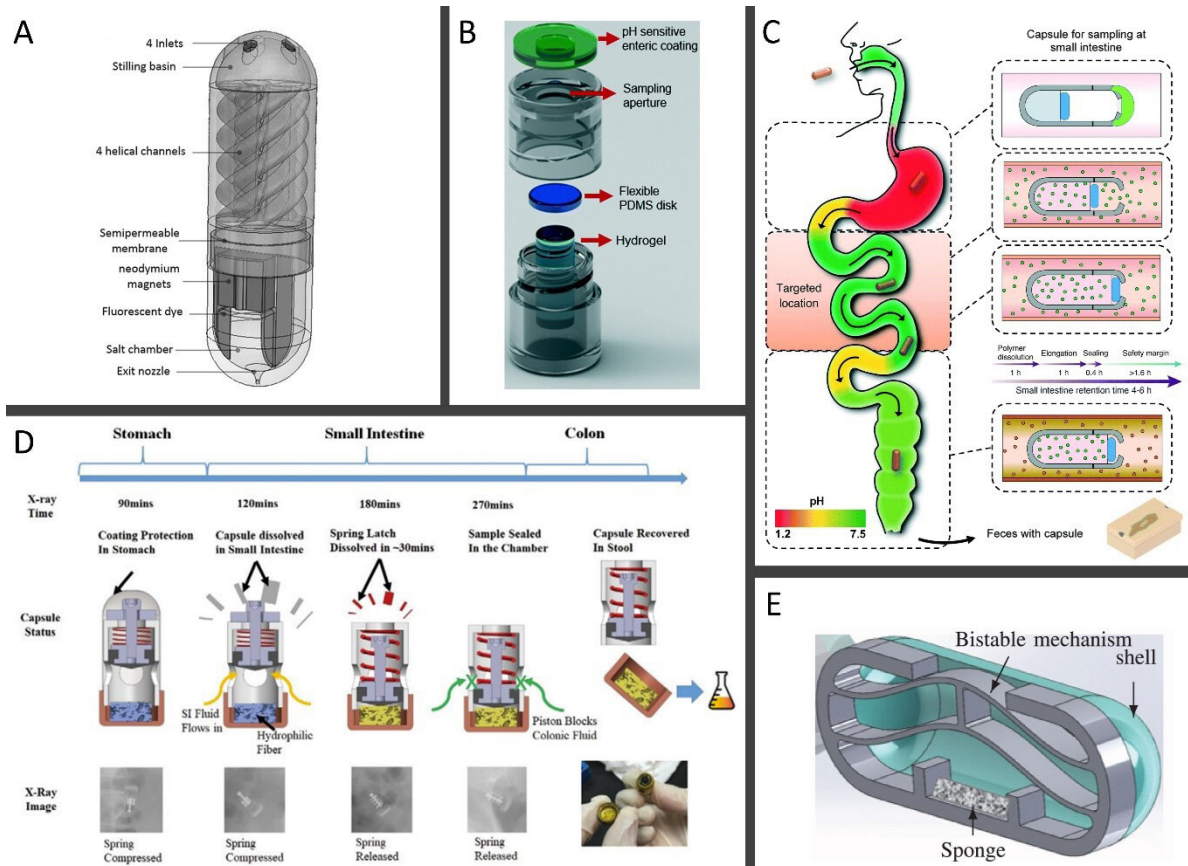 A
4 Inlets
Stilling basin
4 helical channels
Semipermeable
membrane
neodymium
magnets
Fluorescent dye
Salt chamber
Exit nozzle
B
pH sensitive
enteric coating
Sampling
aperture
Flexible
PDMS disk
Hydrogel
C
Capsule for sampling at
small intestine
Targeted
location
Polymer
dissolution
Elongation
Sealing
Safety margin
1 h
1 h
0.4 h
>1.6 h
Small intestine retention time 4-6 h
pH
1.2
7.5
Feces with capsule
D
Stomach
Small Intestine
Colon
X-ray
Time
90mins
120mins
180mins
270mins
Coating Protection
In Stomach
Capsule dissolved
in Small Intestine
Spring Latch
Dissolved in ~30mins
Sample Sealed
In the Chamber
Capsule Recovered
In Stool
Capsule
Status
SI Fluid
Flows in
Hydrophilic
Fiber
Piston Blocks
Colonic Fluid
X-Ray
Image
Spring
Compressed
Spring
Compressed
Spring
Released
Spring
Released
E
Bistable mechanism
shell
Sponge